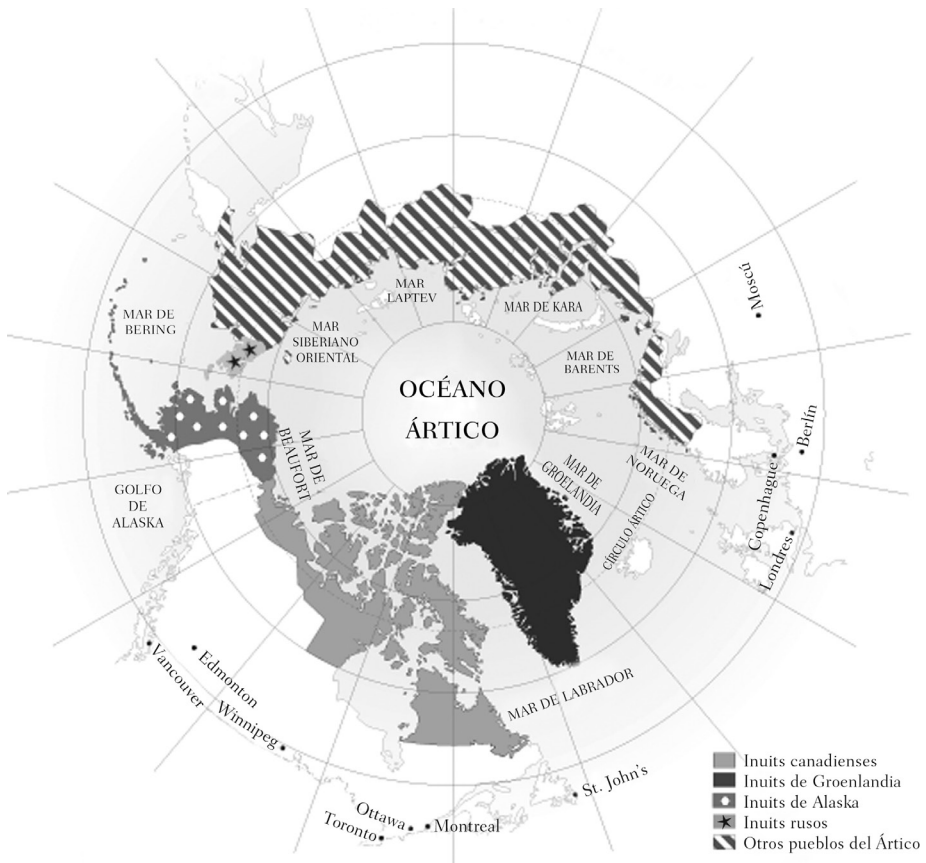 Moscú
MAR
LAPTEV
MAR DE KARA
MAR DE
BERING
MAR
SIBERIANO
ORIENTAL
MAR DE
BARENTS
OCÉANO
ÁRTICO
Berlín
MAR DE
BEAUFORT
MAR DE
GROELANDIA
MAR DE
NORUEGA
CÍRCULO ÁRTICO
Copenhague
Londres
GOLFO
DE
ALASKA
Vancouver
Edmonton
Winnipeg
MAR DE LABRADOR
St. John's
Ottawa
Toronto
Montreal
Inuits canadienses
Inuits de Groenlandia
Inuits de Alaska
Inuits rusos
Otros pueblos del Ártico